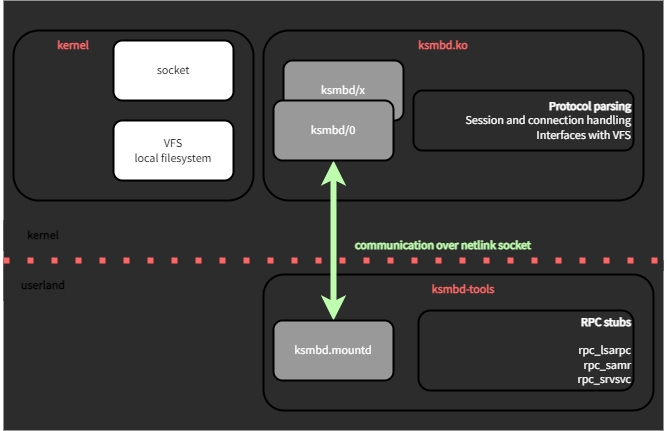 kernel
socket
VFS
local filesystem
ksmbd.ko
ksmbd/x
ksmbd/0
Protocol parsing
Session and connection handling
Interfaces with VFS
kernel
communication over netlink socket
userland
ksmbd-tools
ksmbd.mountd
RPC stubs
rpc_lsarpc
rpc_samr
rpc_srvsvc